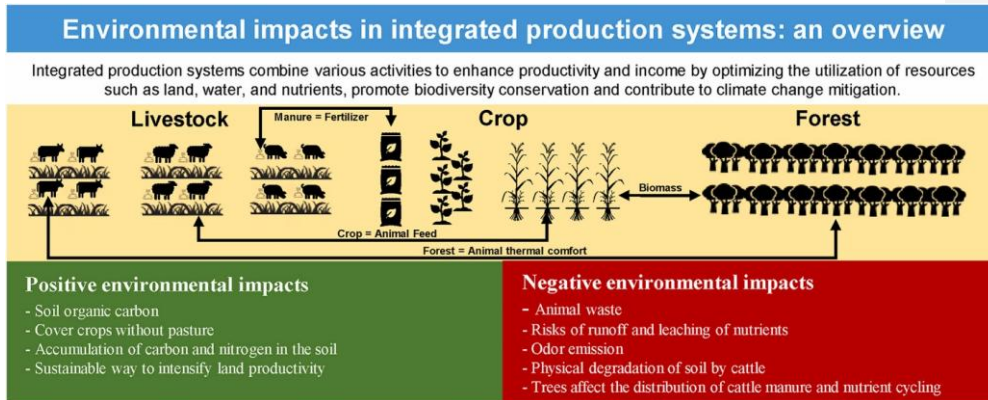 Environmental impacts in integrated production systems: an overview
Integrated production systems combine various activities to enhance productivity and income by optimizing the utilization of resources
such as land, water, and nutrients, promote biodiversity conservation and contribute to climate change mitigation.
Livestock
Manure = Fertilizer
Crop
Forest
Biomass
Crop = Animal Feed
Forest = Animal thermal comfort
Positive environmental impacts
- Soil organic carbon
- Cover crops without pasture
- Accumulation of carbon and nitrogen in the soil
- Sustainable way to intensify land productivity
Negative environmental impacts
- Animal waste
- Risks of runoff and leaching of nutrients
- Odor emission
- Physical degradation of soil by cattle
- Trees affect the distribution of cattle manure and nutrient cycling